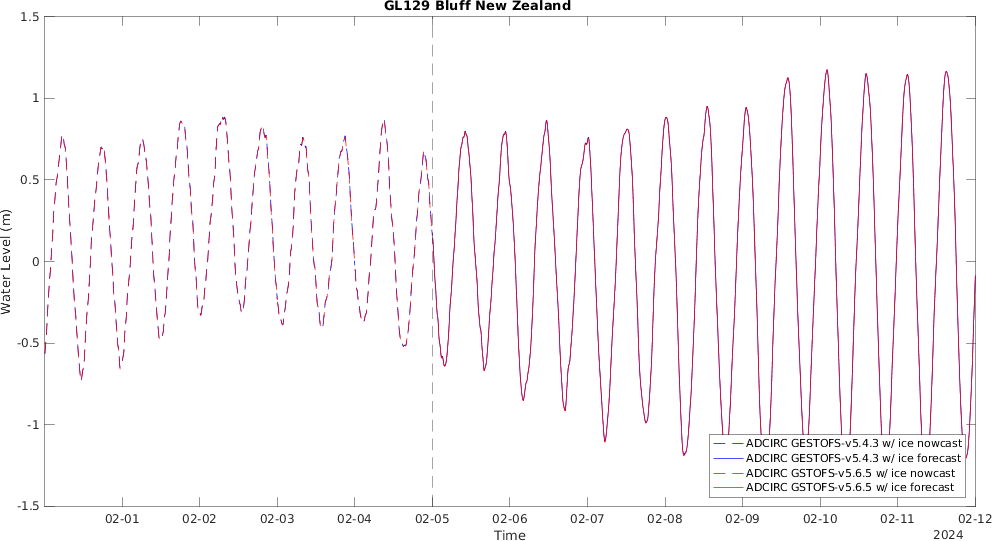 GL129 Bluff New Zealand
1.5
1
0.5
0
-0.5
-1
-1.5
Water Level (m)
ADCIRC GESTOFS-v5.4.3 w/ ice nowcast
ADCIRC GESTOFS-v5.4.3 w/ ice forecast
ADCIRC GSTOFS-v5.6.5 w/ ice nowcast
ADCIRC GSTOFS-v5.6.5 w/ ice forecast
02-01 02-02 02-03 02-04 02-05 02-06 02-07 02-08 02-09 02-10 02-11 02-12
Time
2024